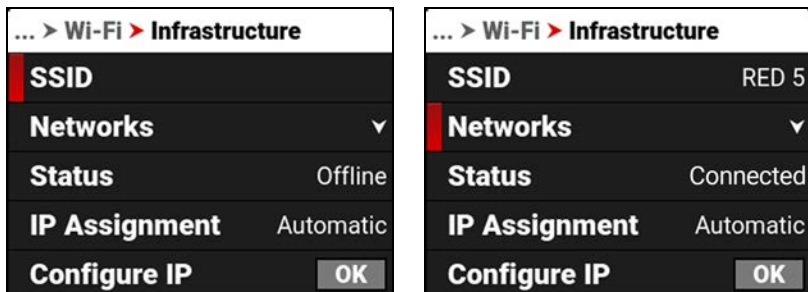 ... > Wi-Fi > Infrastructure
SSID
Networks
Status Offline
IP Assignment Automatic
Configure IP OK
... > Wi-Fi > Infrastructure
SSID RED 5
Networks
Status Connected
IP Assignment Automatic
Configure IP OK